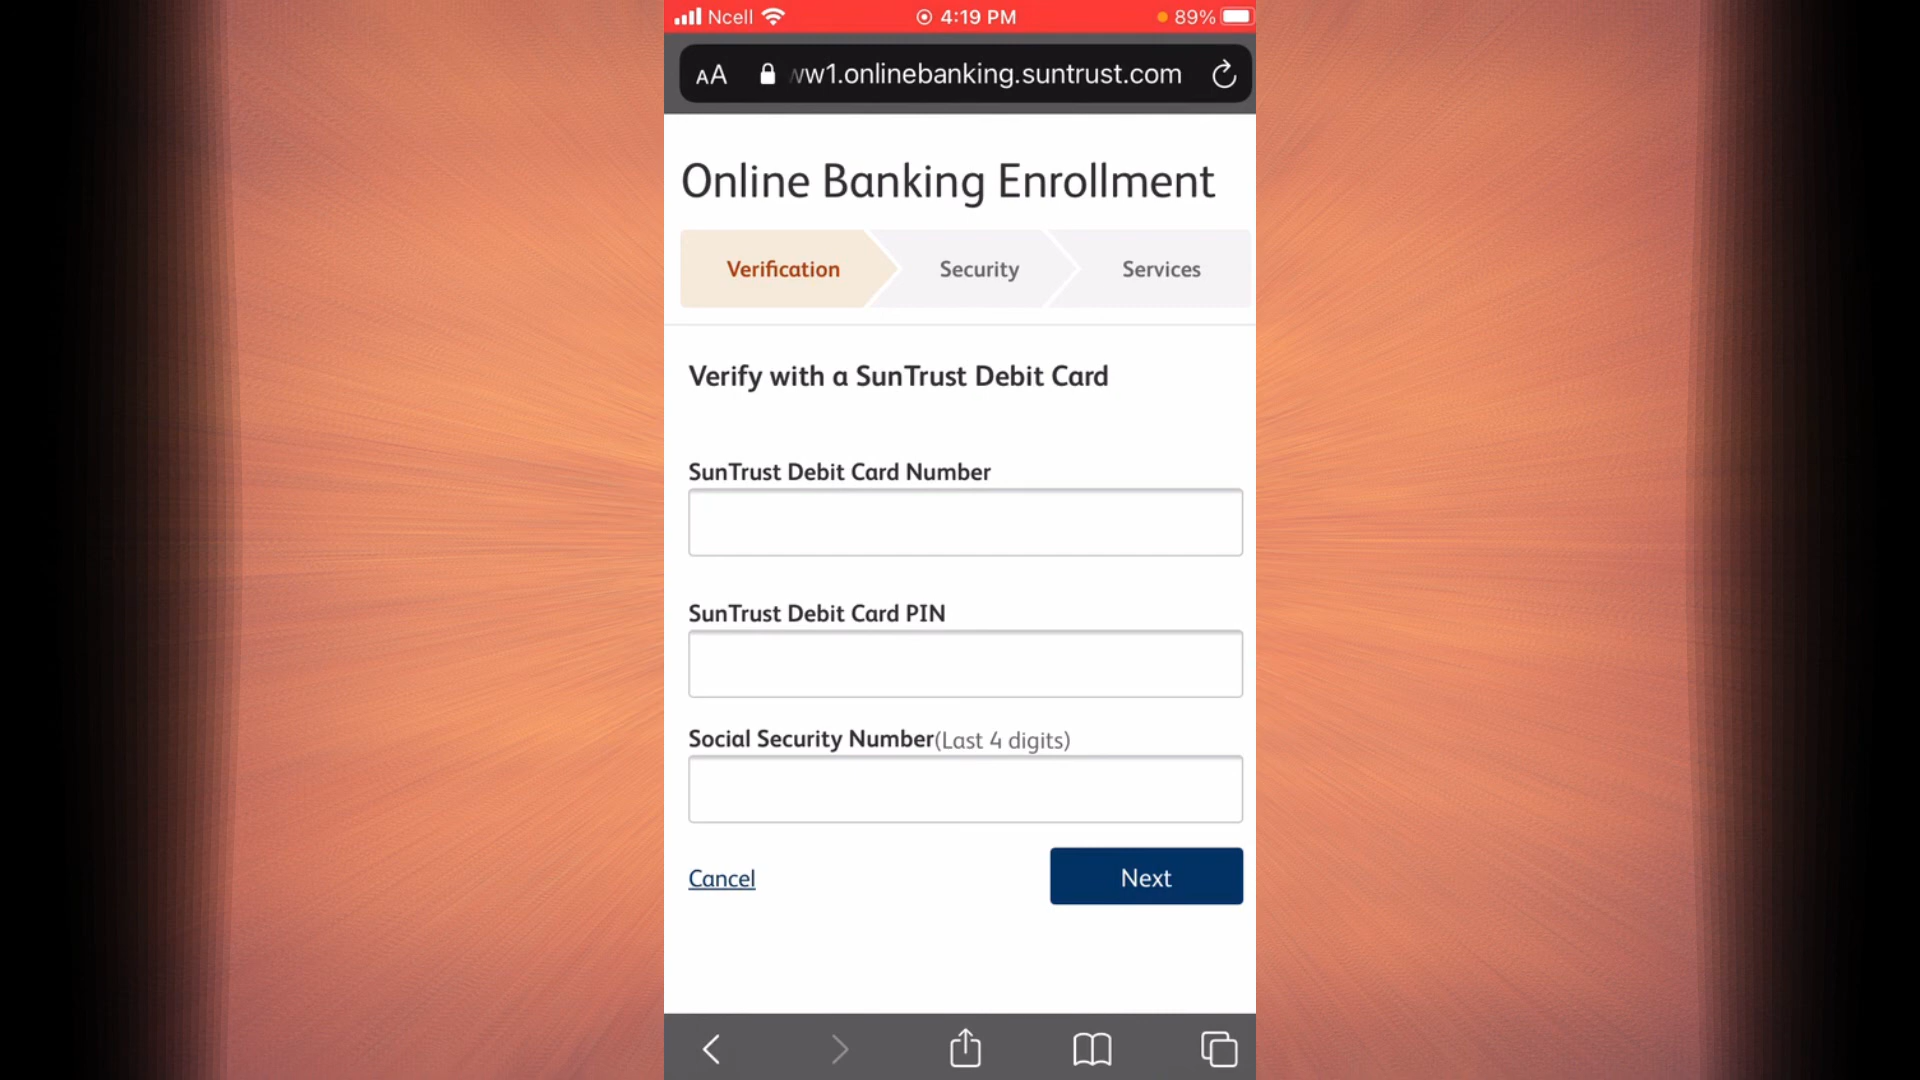 Ncell 4:19 PM 89%
AA ww1.onlinebanking.suntrust.com
Online Banking Enrollment
Verification Security Services
Verify with a SunTrust Debit Card
SunTrust Debit Card Number
SunTrust Debit Card PIN
Social Security Number(Last 4 digits)
Cancel Next